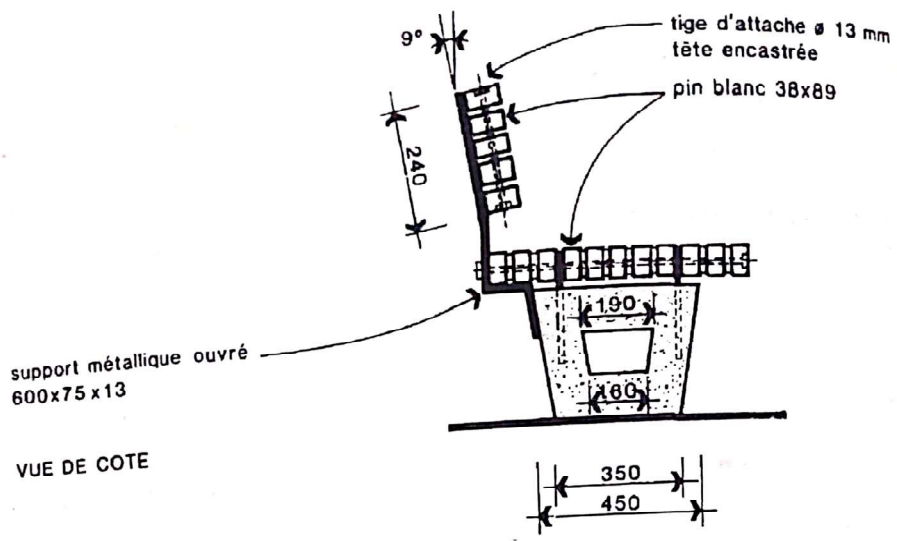 9°
tige d'attache ø 13 mm
tête encastrée
pin blanc 38x89
240
190
support métallique ouvré
600x75x13
160
VUE DE COTE
350
450